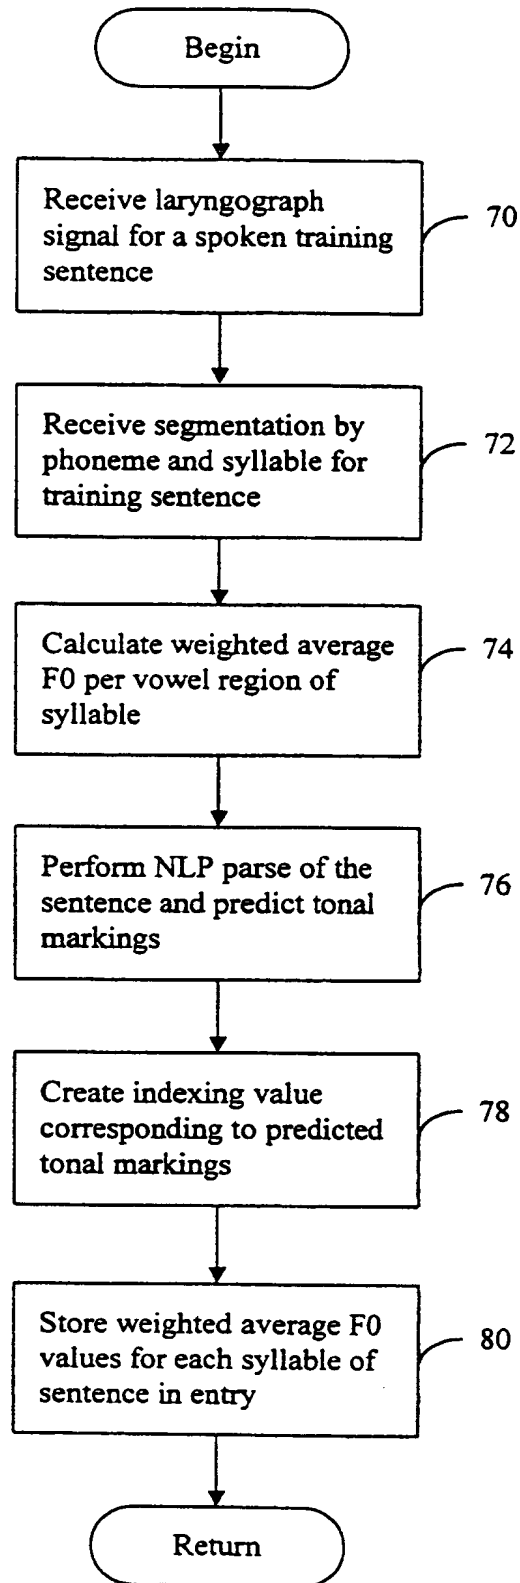 Begin
Receive laryngograph
signal for a spoken training
sentence
70
Receive segmentation by
phoneme and syllable for
training sentence
72
Calculate weighted average
F0 per vowel region of
syllable
74
Perform NLP parse of the
sentence and predict tonal
markings
76
Create indexing value
corresponding to predicted
tonal markings
78
Store weighted average F0
values for each syllable of
sentence in entry
80
Return